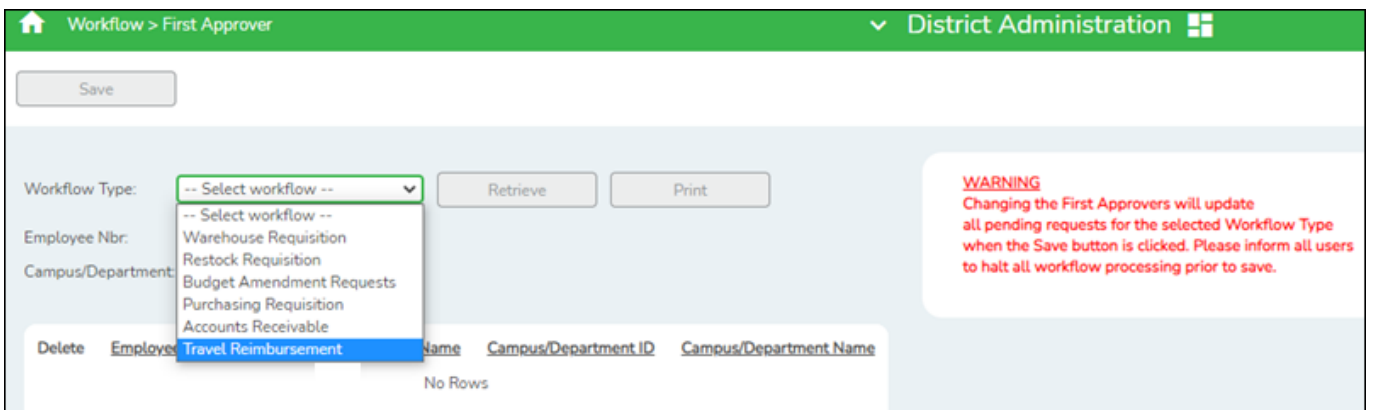 Workflow > First Approver
District Administration
Save
Workflow Type: -- Select workflow -- Retrieve Print
-- Select workflow --
Warehouse Requisition
Restock Requisition
Budget Amendment Requests
Purchasing Requisition
Accounts Receivable
Travel Reimbursement
Employee Nbr:
Campus/Department:
WARNING
Changing the First Approvers will update
all pending requests for the selected Workflow Type
when the Save button is clicked. Please inform all users
to halt all workflow processing prior to save.
Delete Employee Name Campus/Department ID Campus/Department Name
No Rows